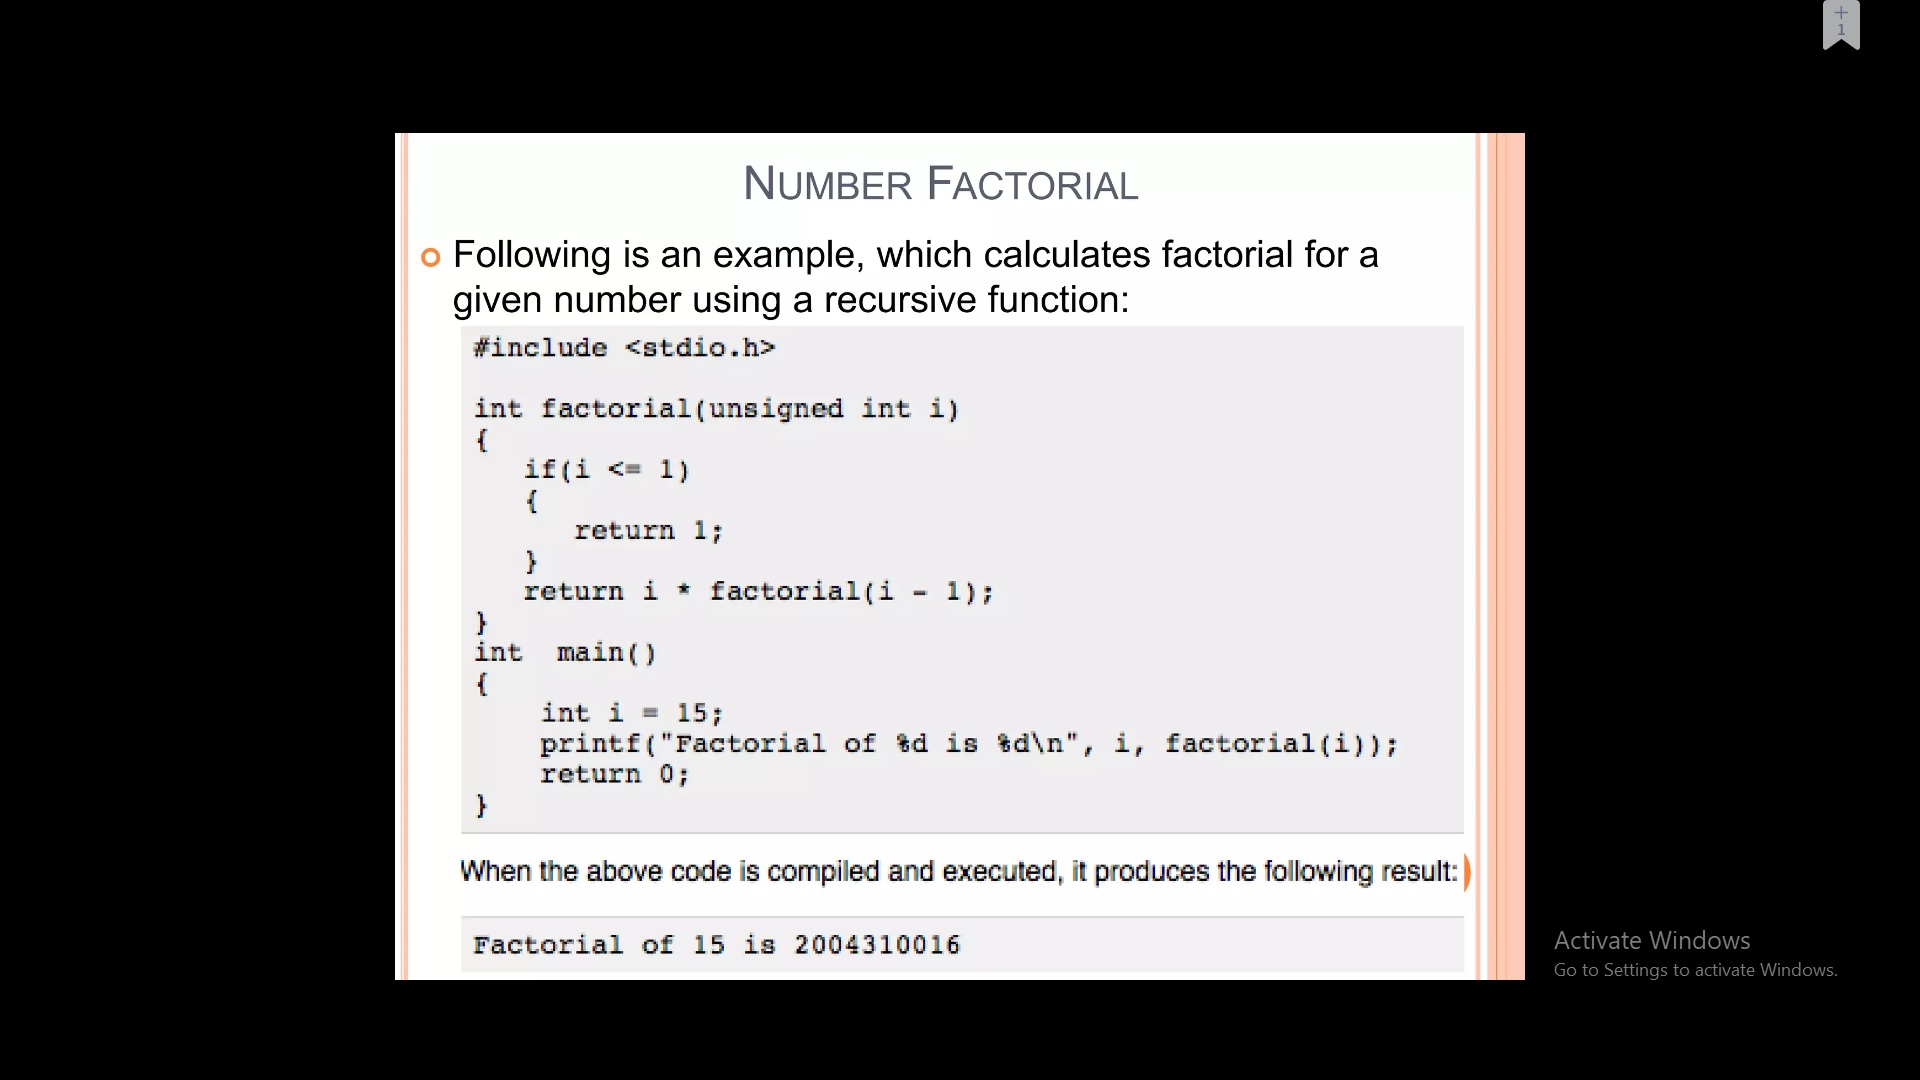 +
1
NUMBER FACTORIAL
Following is an example, which calculates factorial for a
given number using a recursive function:
#include <stdio.h>
int factorial(unsigned int i)
{
   if(i <= 1)
   {
      return 1;
   }
   return i * factorial(i - 1);
}
int  main()
{
    int i = 15;
    printf("Factorial of %d is %d\n", i, factorial(i));
    return 0;
}
When the above code is compiled and executed, it produces the following result:
Factorial of 15 is 2004310016
Activate Windows
Go to Settings to activate Windows.